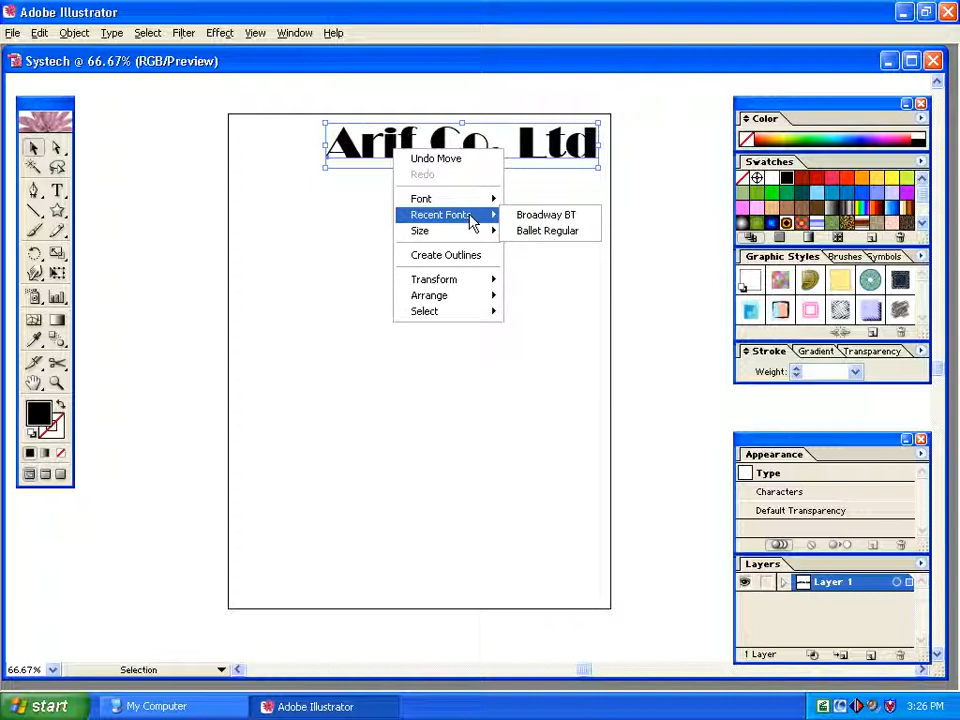 Adobe Illustrator
File Edit Object Type Select Filter Effect View Window Help
Systech @ 66.67% (RGB/Preview)
Arif Co. Ltd
Undo Move
Redo
Font
Recent Fonts
Size
Create Outlines
Transform
Arrange
Select
Broadway BT
Ballet Regular
Color
Swatches
Graphic Styles Brushes Symbols
Stroke Gradient Transparency
Weight:
Appearance
Type
Characters
Default Transparency
Layers
Layer 1
1 Layer
66.67% Selection
start My Computer Adobe Illustrator 3:26 PM